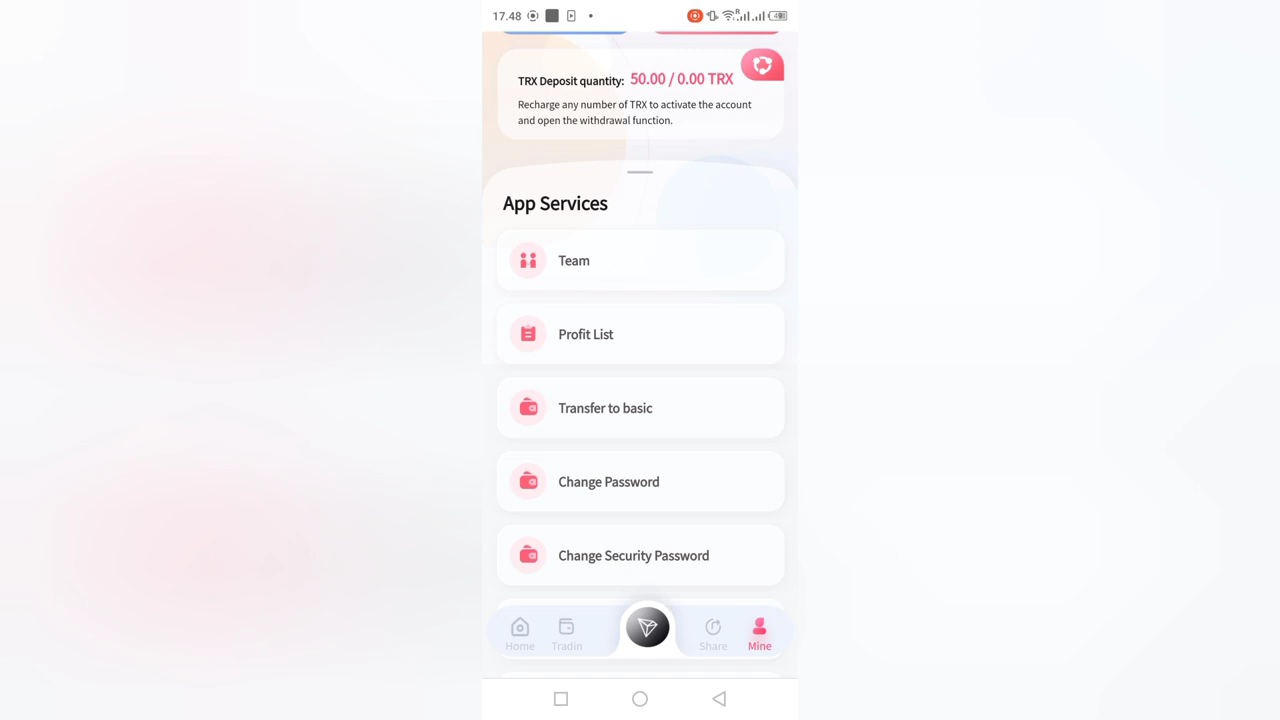 17.48
R
49
TRX Deposit quantity: 50.00 / 0.00 TRX
Recharge any number of TRX to activate the account
and open the withdrawal function.
App Services
Team
Profit List
Transfer to basic
Change Password
Change Security Password
Home
Tradin
Share
Mine